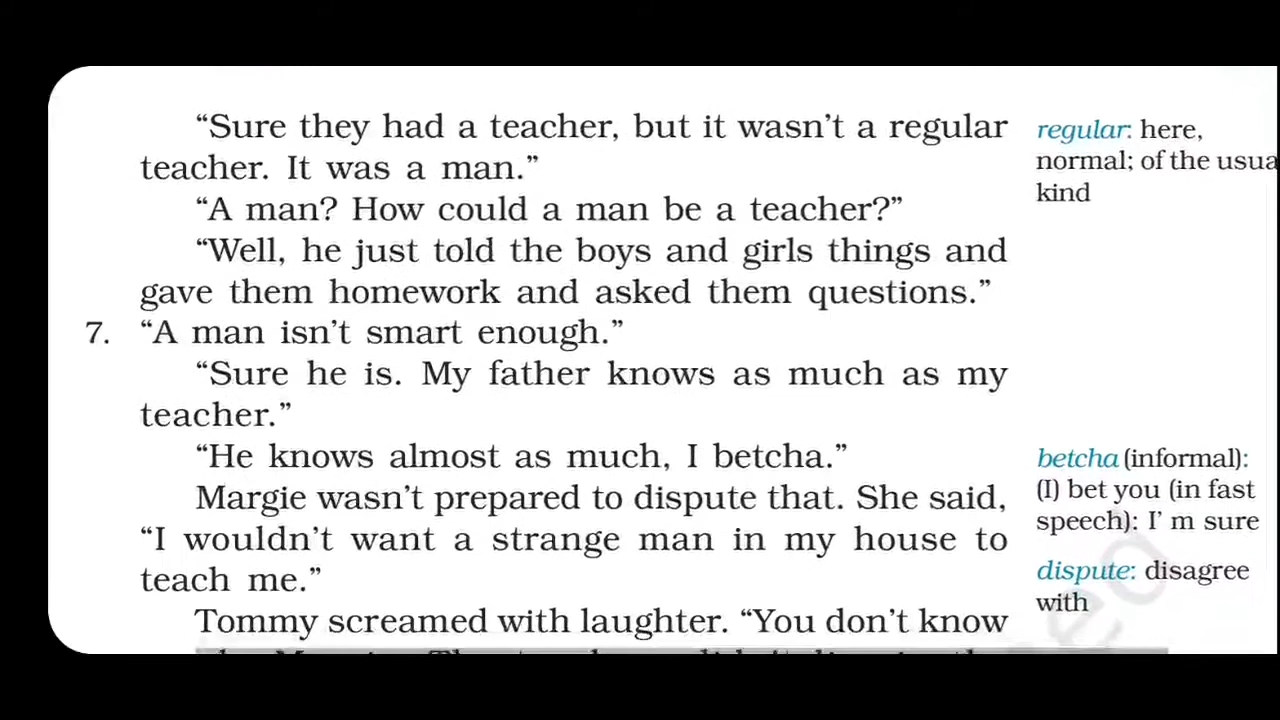 “Sure they had a teacher, but it wasn’t a regular
teacher. It was a man.”
“A man? How could a man be a teacher?”
“Well, he just told the boys and girls things and
gave them homework and asked them questions.”
7. “A man isn’t smart enough.”
“Sure he is. My father knows as much as my
teacher.”
“He knows almost as much, I betcha.”
Margie wasn’t prepared to dispute that. She said,
“I wouldn’t want a strange man in my house to
teach me.”
Tommy screamed with laughter. “You don’t know
regular: here,
normal; of the usua
kind
betcha (informal):
(I) bet you (in fast
speech): I’ m sure
dispute: disagree
with